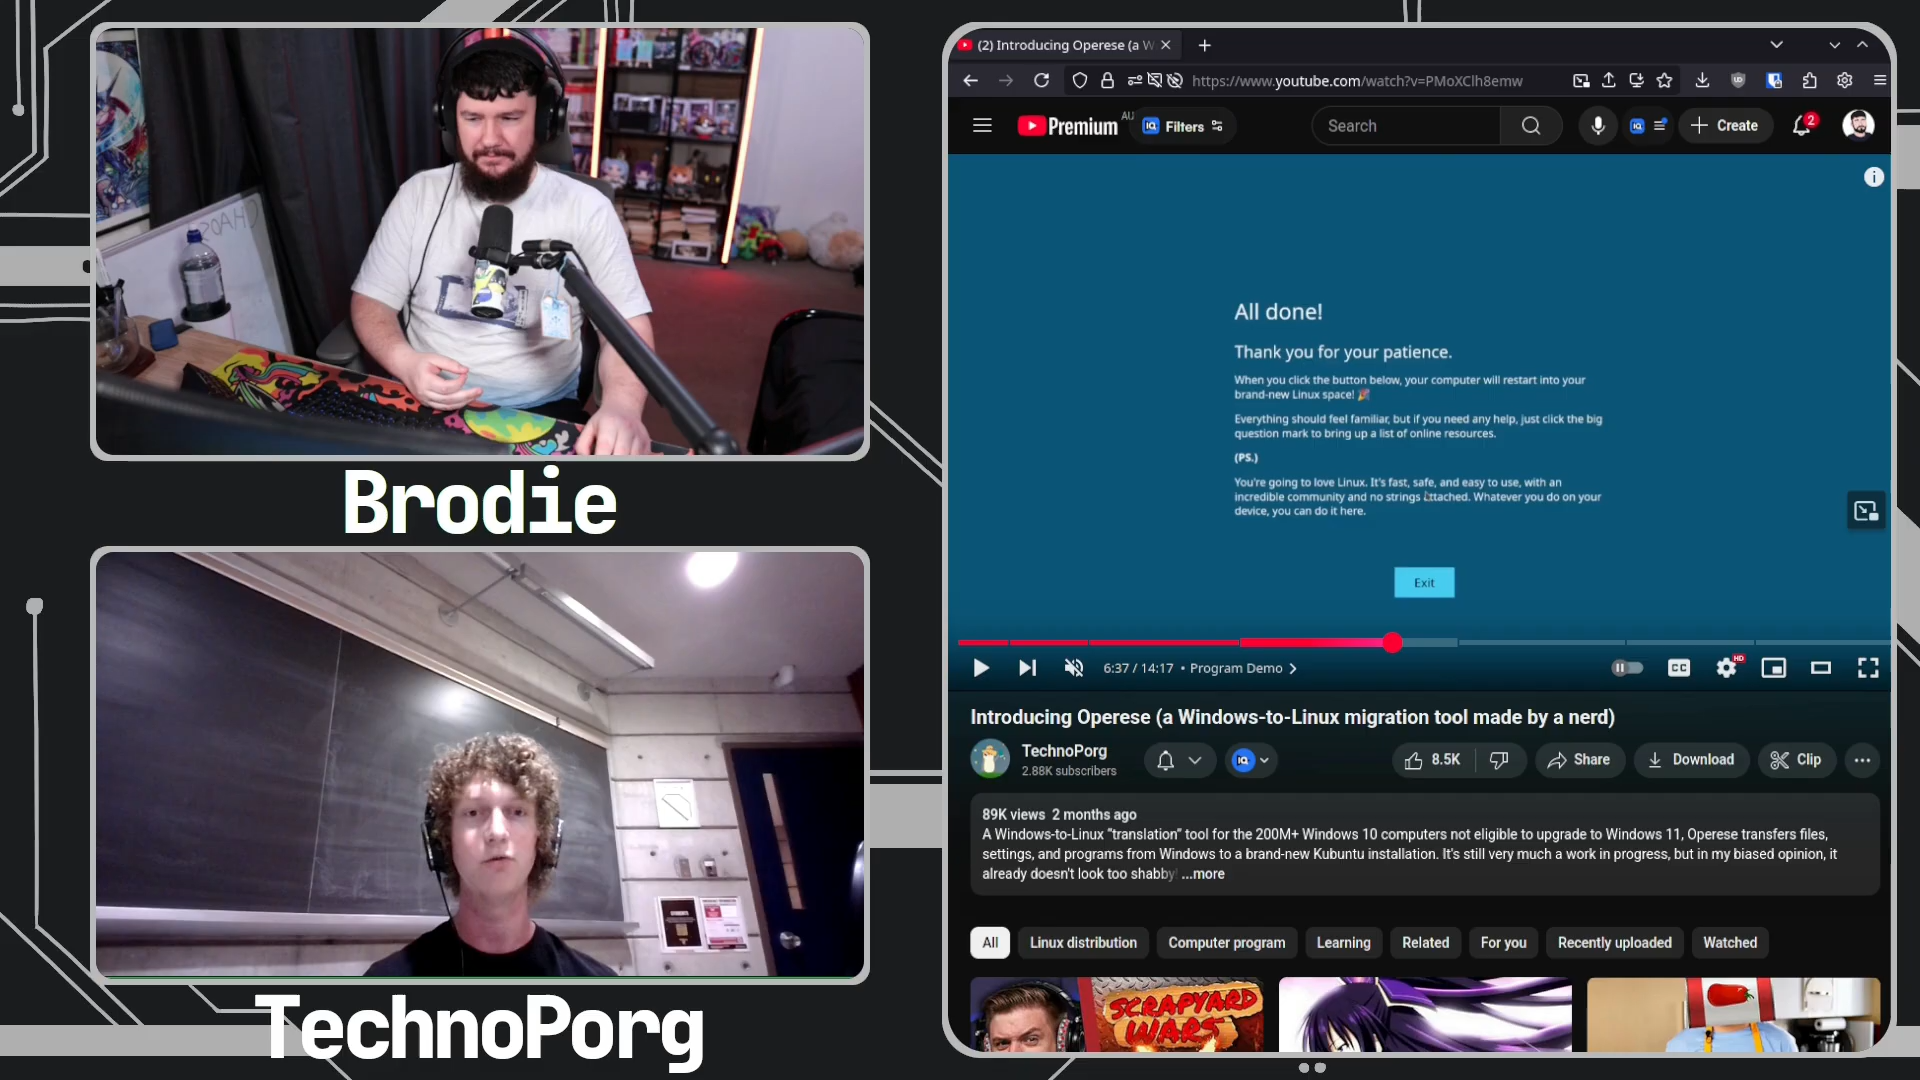 CHAOS
Brodie
TechnoPorg
(2) Introducing Operese (a W
https://www.youtube.com/watch?v=PMoXClh8emw
Premium
AU
Filters
Search
Create
2
All done!
Thank you for your patience.
When you click the button below, your computer will restart into your
brand-new Linux space! 🎉
Everything should feel familiar, but if you need any help, just click the big
question mark to bring up a list of online resources.
(PS.)
You're going to love Linux. It's fast, safe, and easy to use, with an
incredible community and no strings attached. Whatever you do on your
device, you can do it here.
Exit
6:37 / 14:17 • Program Demo
CC
HD
Introducing Operese (a Windows-to-Linux migration tool made by a nerd)
TechnoPorg
2.88K subscribers
8.5K
Share
Download
Clip
89K views 2 months ago
A Windows-to-Linux "translation" tool for the 200M+ Windows 10 computers not eligible to upgrade to Windows 11, Operese transfers files,
settings, and programs from Windows to a brand-new Kubuntu installation. It's still very much a work in progress, but in my biased opinion, it
already doesn't look too shabby ...more
All
Linux distribution
Computer program
Learning
Related
For you
Recently uploaded
Watched
SCRAPYARD
WARS